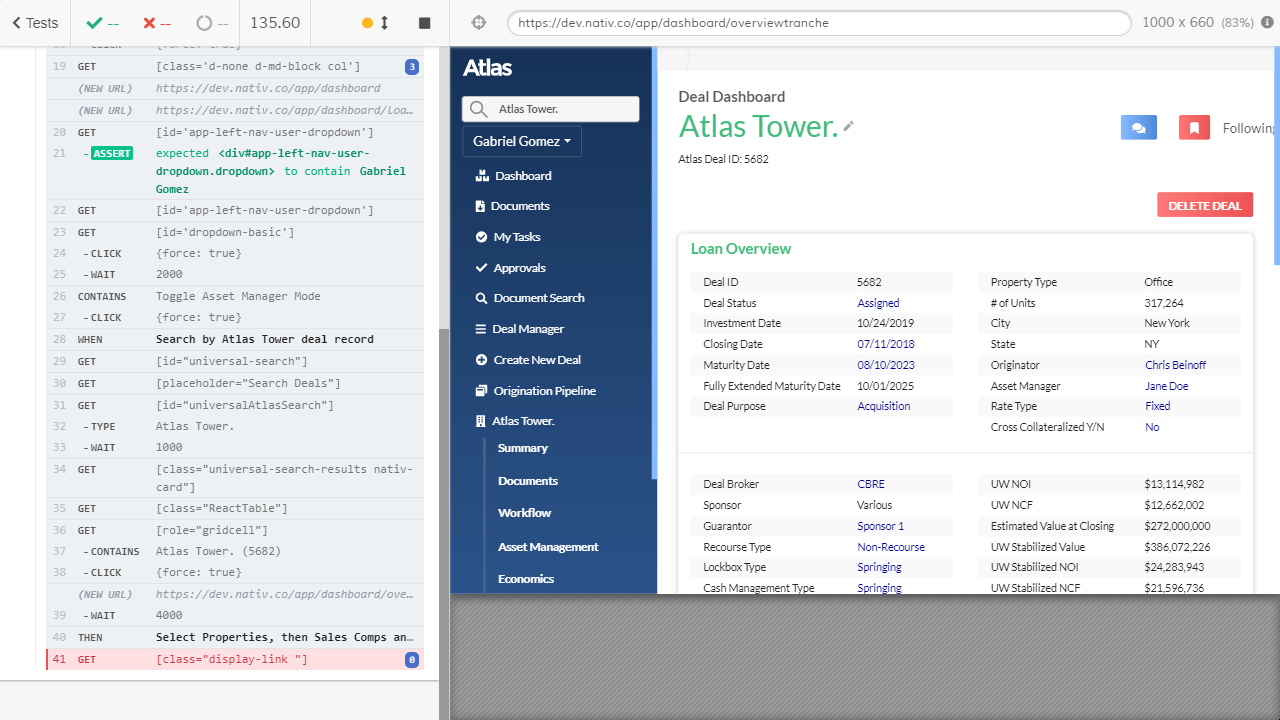 Tests
--
--
--
135.60
https://dev.nativ.co/app/dashboard/overviewtranche
1000 x 660 (83%)
19 GET [class='d-none d-md-block col'] 3
(NEW URL) https://dev.nativ.co/app/dashboard
(NEW URL) https://dev.nativ.co/app/dashboard/loa…
20 GET [id='app-left-nav-user-dropdown']
21 - ASSERT expected <div#app-left-nav-user-
dropdown.dropdown> to contain Gabriel
Gomez
22 GET [id='app-left-nav-user-dropdown']
23 GET [id='dropdown-basic']
24 - CLICK {force: true}
25 - WAIT 2000
26 CONTAINS Toggle Asset Manager Mode
27 - CLICK {force: true}
28 WHEN Search by Atlas Tower deal record
29 GET [id="universal-search"]
30 GET [placeholder="Search Deals"]
31 GET [id="universalAtlasSearch"]
32 - TYPE Atlas Tower.
33 - WAIT 1000
34 GET [class="universal-search-results nativ-
card"]
35 GET [class="ReactTable"]
36 GET [role="gridcell"]
37 - CONTAINS Atlas Tower. (5682)
38 - CLICK {force: true}
(NEW URL) https://dev.nativ.co/app/dashboard/ove…
39 - WAIT 4000
40 THEN Select Properties, then Sales Comps an…
41 GET [class="display-link "] 0
Atlas
Atlas Tower.
Gabriel Gomez
Dashboard
Documents
My Tasks
Approvals
Document Search
Deal Manager
Create New Deal
Origination Pipeline
Atlas Tower.
Summary
Documents
Workflow
Asset Management
Economics
Deal Dashboard
Atlas Tower.
Following
Atlas Deal ID: 5682
DELETE DEAL
Loan Overview
Deal ID 5682 Property Type Office
Deal Status Assigned # of Units 317,264
Investment Date 10/24/2019 City New York
Closing Date 07/11/2018 State NY
Maturity Date 08/10/2023 Originator Chris Beinoff
Fully Extended Maturity Date 10/01/2025 Asset Manager Jane Doe
Deal Purpose Acquisition Rate Type Fixed
Cross Collateralized Y/N No
Deal Broker CBRE UW NOI $13,114,982
Sponsor Various UW NCF $12,662,002
Guarantor Sponsor 1 Estimated Value at Closing $272,000,000
Recourse Type Non-Recourse UW Stabilized Value $386,072,226
Lockbox Type Springing UW Stabilized NOI $24,283,943
Cash Management Type Springing UW Stabilized NCF $21,596,736